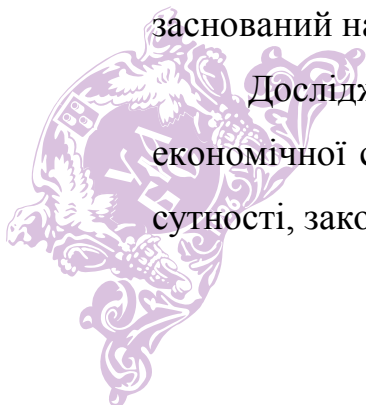 заснований на
Дослідж
економічної с
сутності, зако